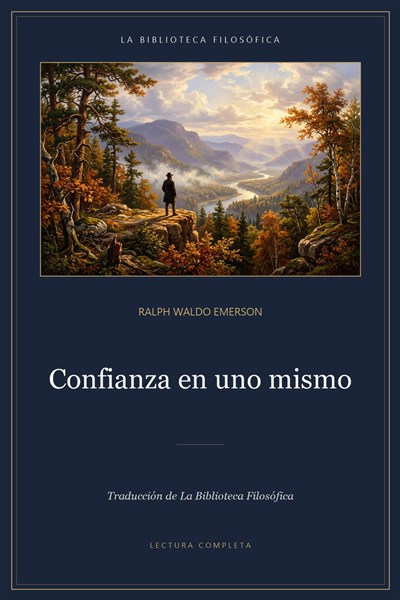 LA BIBLIOTECA FILOSÓFICA
RALPH WALDO EMERSON
Confianza en uno mismo
Traducción de La Biblioteca Filosófica
LECTURA COMPLETA